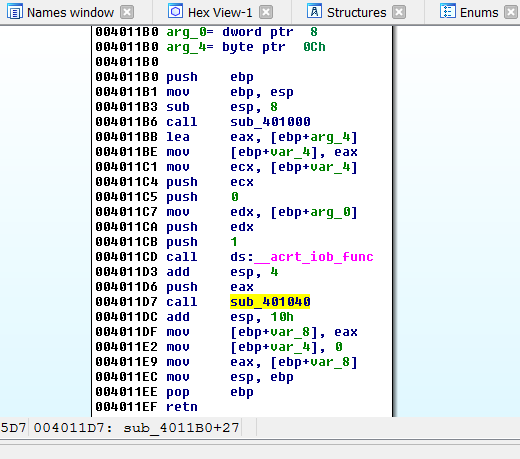 Names window Hex View-1 Structures Enums
004011B0 arg_0= dword ptr  8
004011B0 arg_4= byte ptr  0Ch
004011B0
004011B0 push    ebp
004011B1 mov     ebp, esp
004011B3 sub     esp, 8
004011B6 call    sub_401000
004011BB lea     eax, [ebp+arg_4]
004011BE mov     [ebp+var_4], eax
004011C1 mov     ecx, [ebp+var_4]
004011C4 push    ecx
004011C5 push    0
004011C7 mov     edx, [ebp+arg_0]
004011CA push    edx
004011CB push    1
004011CD call    ds:__acrt_iob_func
004011D3 add     esp, 4
004011D6 push    eax
004011D7 call    sub_401040
004011DC add     esp, 10h
004011DF mov     [ebp+var_8], eax
004011E2 mov     [ebp+var_4], 0
004011E9 mov     eax, [ebp+var_8]
004011EC mov     esp, ebp
004011EE pop     ebp
004011EF retn
5D7 004011D7: sub_4011B0+27